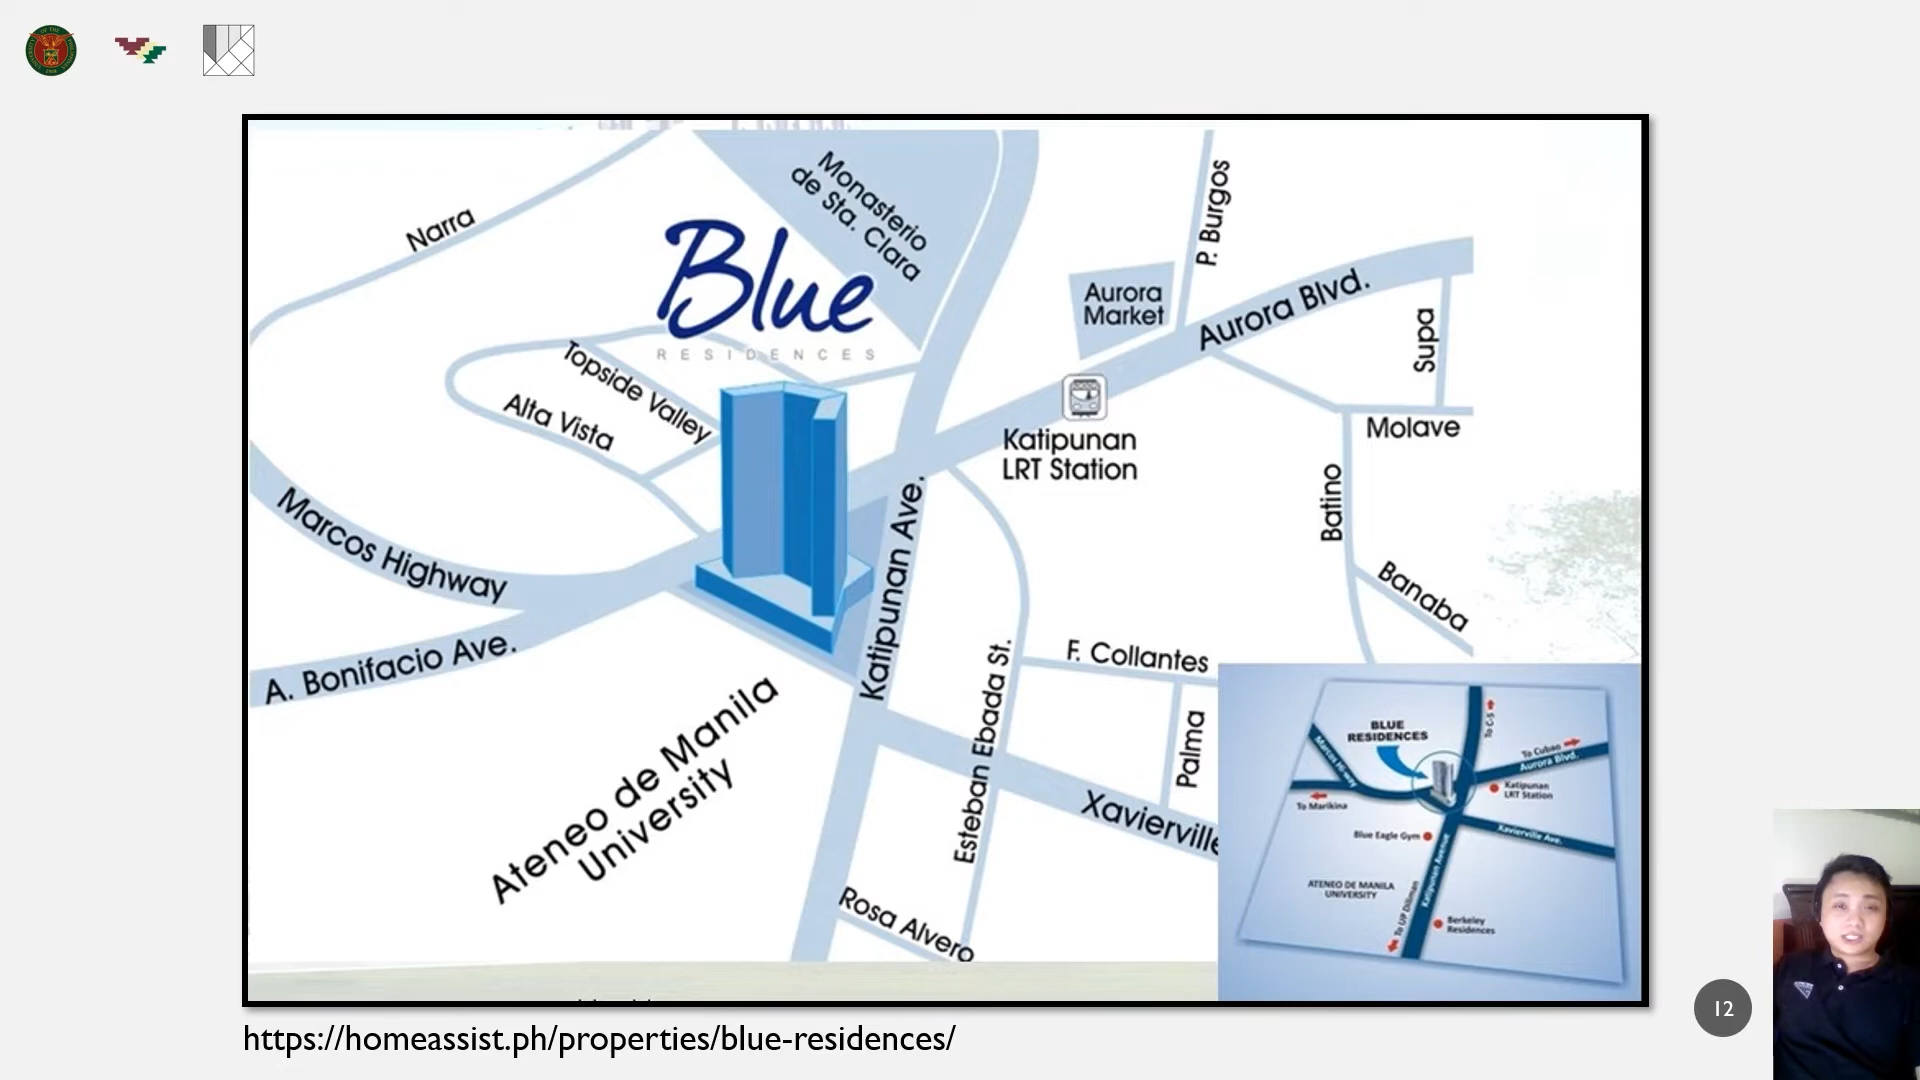 Monasterio
de Sta. Clara
Narra
P. Burgos
Blue
RESIDENCES
Aurora
Market
Aurora Blvd.
Supa
Topside Valley
Alta Vista
Katipunan
LRT Station
Molave
Batino
Marcos Highway
Katipunan Ave.
Banaba
A. Bonifacio Ave.
F. Collantes
Esteban Ebada St.
Palma
Ateneo de Manila
University
Xavierville
Rosa Alvero
BLUE
RESIDENCES
To C-5
Marcos Hi-way
To Cubao
Aurora Blvd.
Katipunan
LRT Station
To Marikina
Blue Eagle Gym
Xavierville Ave.
Katipunan Avenue
ATENEO DE MANILA
UNIVERSITY
To UP Diliman
Berkeley
Residences
12
https://homeassist.ph/properties/blue-residences/